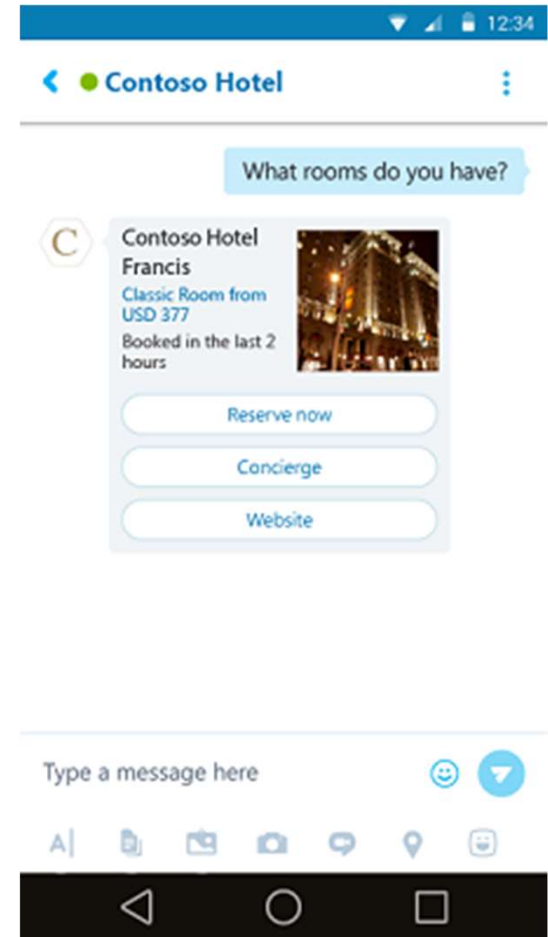 12:34
Contoso Hotel
What rooms do you have?
C
Contoso Hotel
Francis
Classic Room from
USD 377
Booked in the last 2
hours
Reserve now
Concierge
Website
Type a message here
A